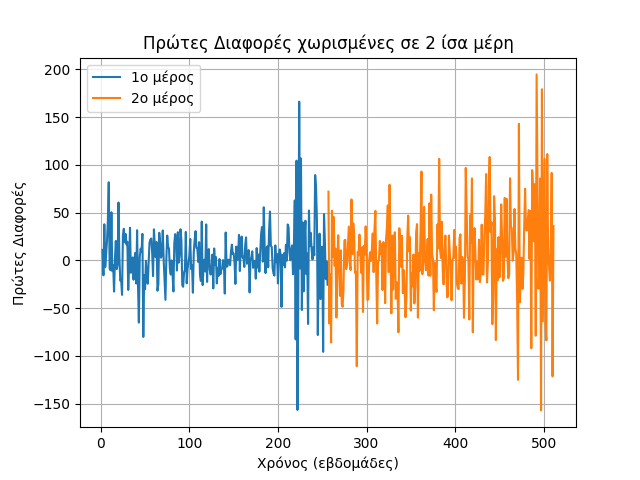 Πρώτες Διαφορές χωρισμένες σε 2 ίσα μέρη
1ο μέρος
2ο μέρος
Πρώτες Διαφορές
200
150
100
50
0
−50
−100
−150
0 100 200 300 400 500
Χρόνος (εβδομάδες)